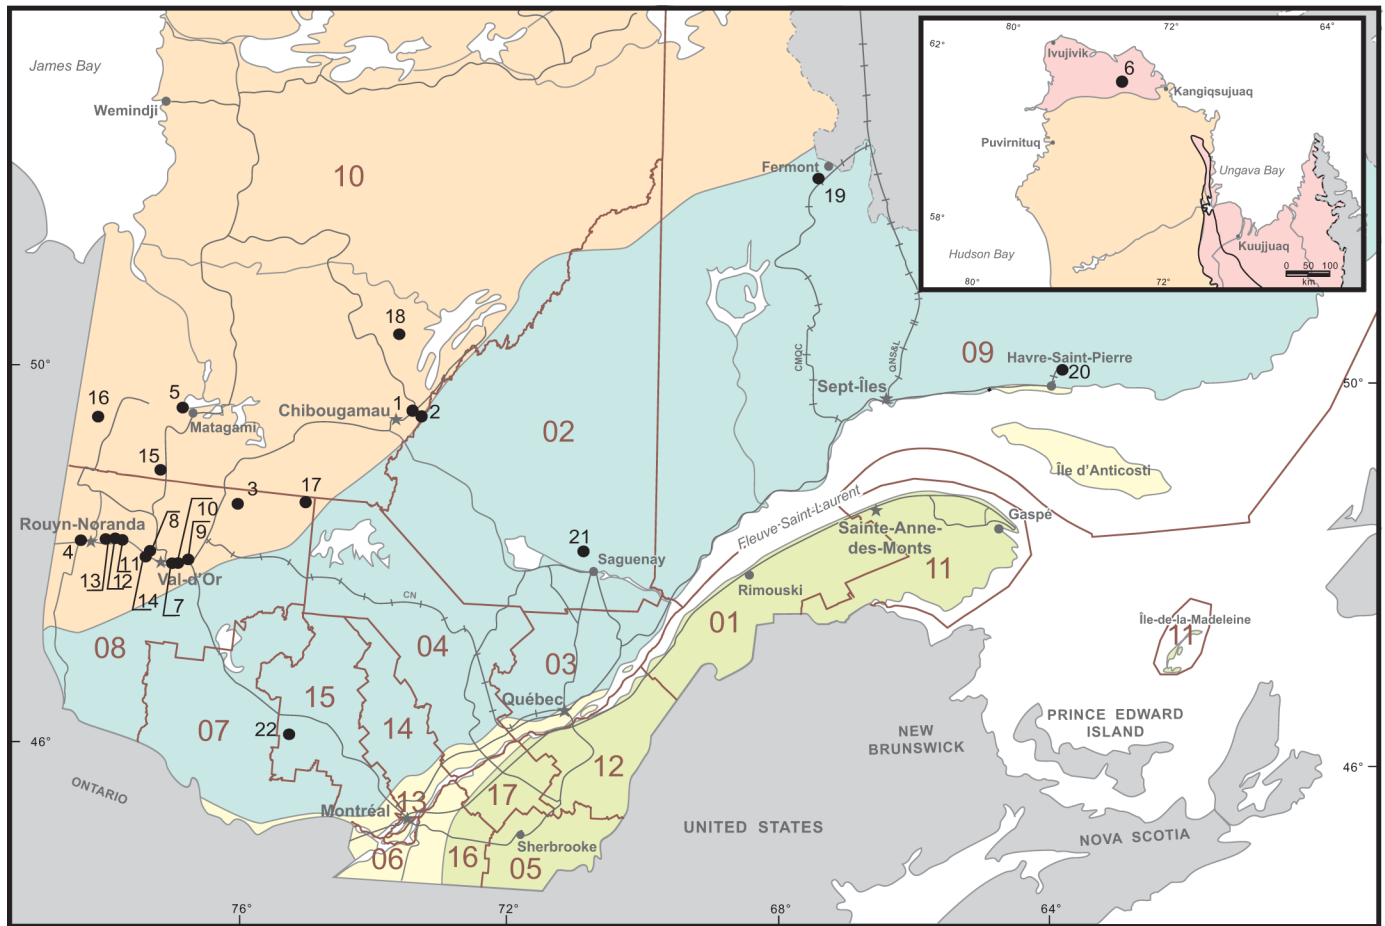 80°
72°
64°
62°
Ivujivik
6
Kangiqsujuaq
Puvirnituq
Ungava Bay
58°
Hudson Bay
Kuujjuaq
0 50 100
km
80°
72°
James Bay
Wemindji
10
Fermont
19
18
CMQC
QNS&L
09
Havre-Saint-Pierre
20
50°
50°
Sept-Îles
16
5
Matagami
Chibougamau
1
2
02
15
Île d'Anticosti
3
17
Fleuve Saint-Laurent
Gaspé
Sainte-Anne-
des-Monts
Rouyn-Noranda
8
10
9
4
13
12
11
Val-d'Or
14
7
21
Saguenay
CN
Rimouski
11
01
Île-de-la-Madeleine
11
08
04
03
15
14
07
22
Québec
12
PRINCE EDWARD
ISLAND
NEW
BRUNSWICK
46°
46°
ONTARIO
13
17
Montréal
UNITED STATES
NOVA SCOTIA
Sherbrooke
06
16
05
76°
72°
68°
64°